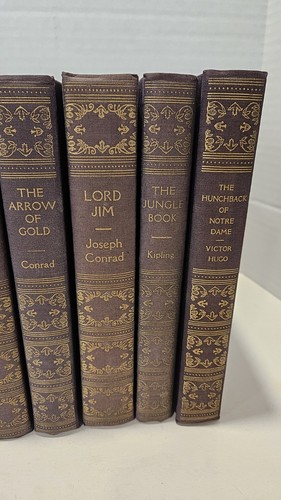 THE
ARROW OF
GOLD
Conrad
LORD
JIM
Joseph
Conrad
THE
JUNGLE
BOOK
Kipling
THE
HUNCHBACK OF
NOTRE
DAME
VICTOR
HUGO